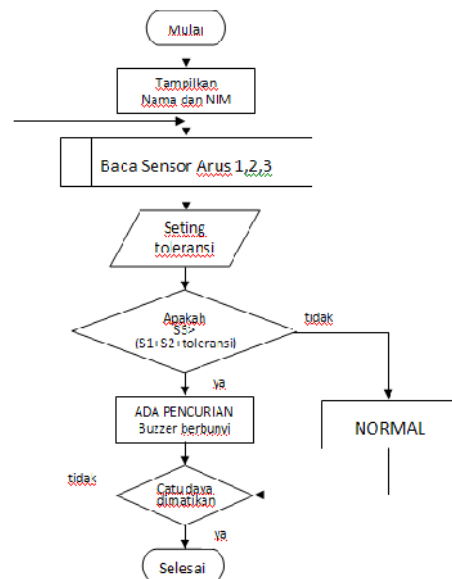 Mulai
Tampilkan
Nama dan NIM
Baca Sensor Arus 1,2,3
Seting
toleransi
Apakah
S3>
(S1+S2+toleransi)
tidak
ya
ADA PENCURIAN
Buzzer berbunyi
NORMAL
tidak
Catu daya
dimatikan
ya
Selesai